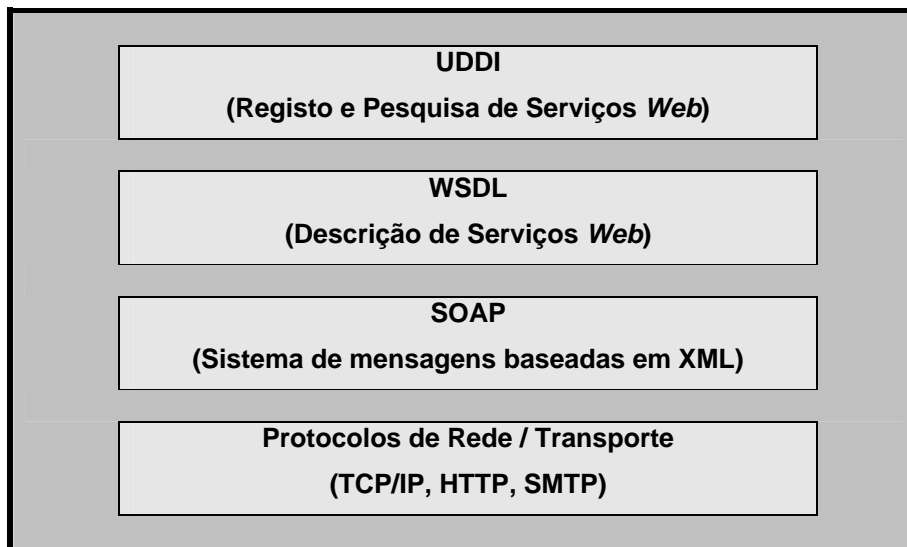 UDDI
(Registo e Pesquisa de Serviços Web)
WSDL
(Descrição de Serviços Web)
SOAP
(Sistema de mensagens baseadas em XML)
Protocolos de Rede / Transporte
(TCP/IP, HTTP, SMTP)